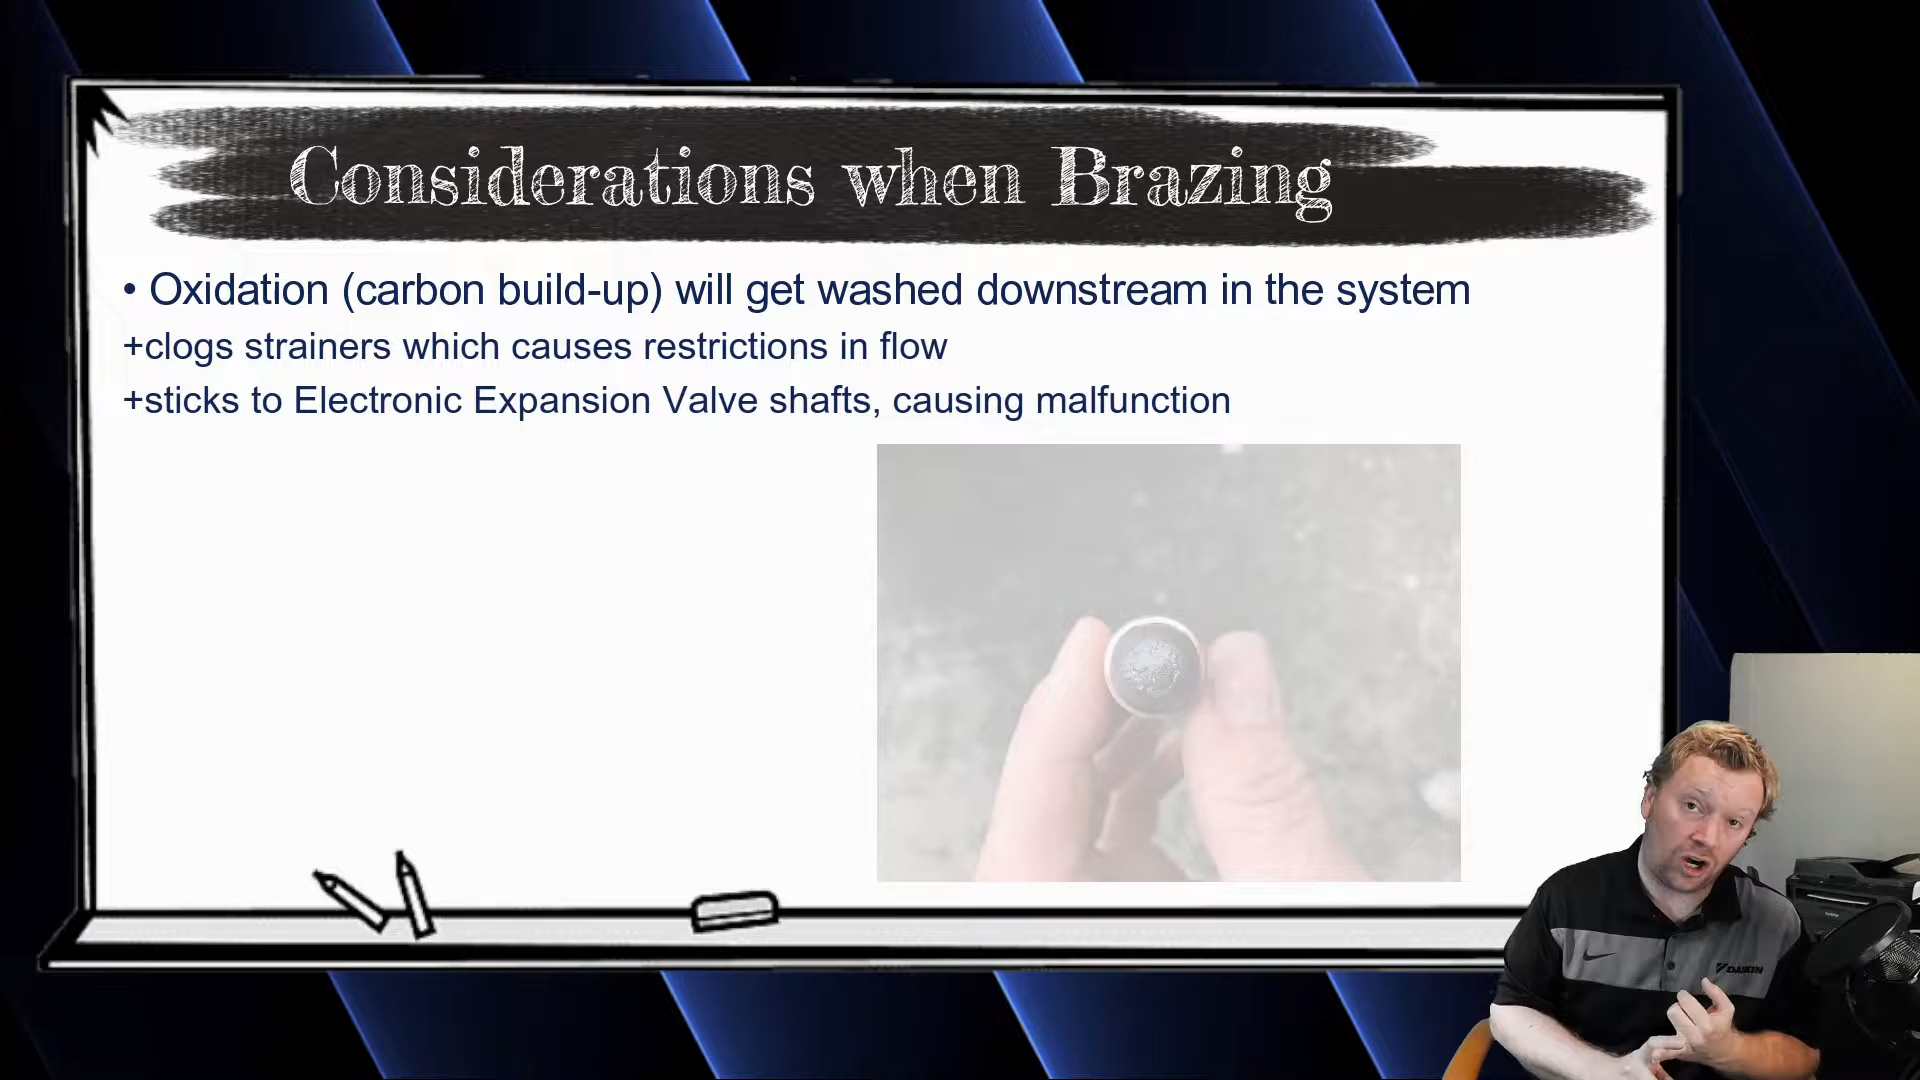 Considerations when Brazing
• Oxidation (carbon build-up) will get washed downstream in the system
+clogs strainers which causes restrictions in flow
+sticks to Electronic Expansion Valve shafts, causing malfunction
DAIKIN